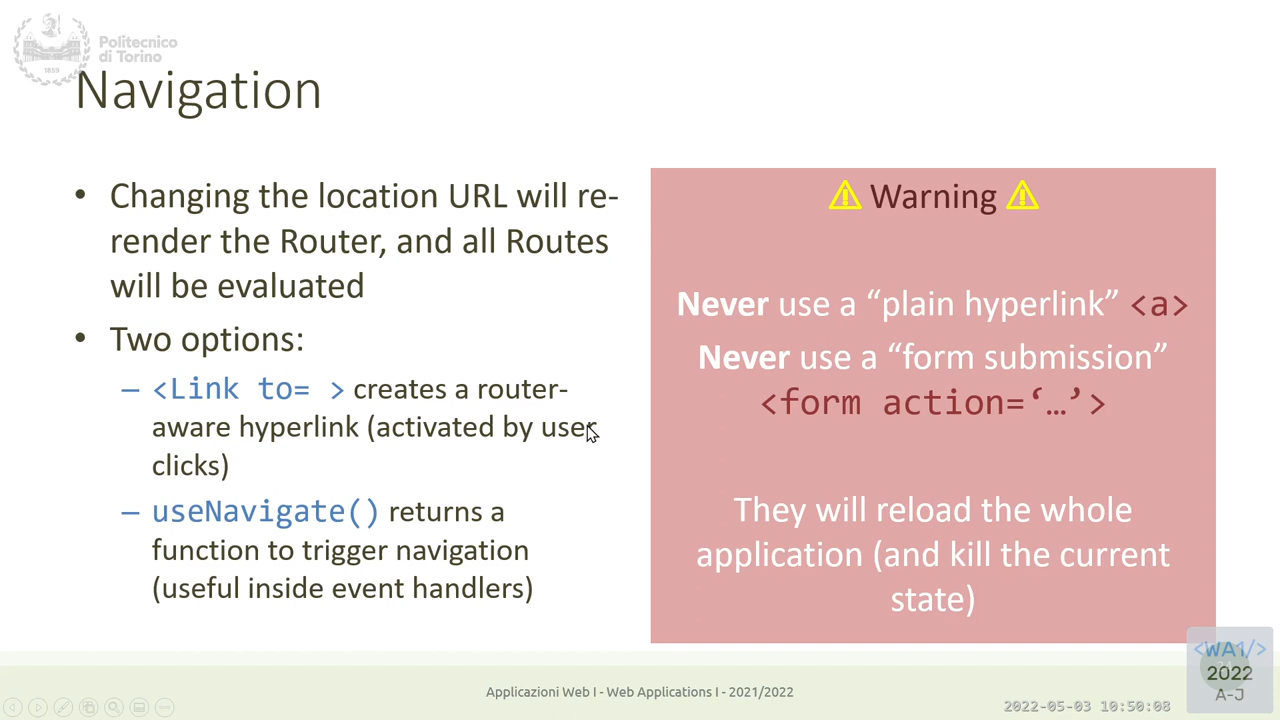 Politecnico
di Torino
1859
Navigation
• Changing the location URL will re-
render the Router, and all Routes
will be evaluated
• Two options:
– <Link to= > creates a router-
aware hyperlink (activated by user
clicks)
– useNavigate() returns a
function to trigger navigation
(useful inside event handlers)
⚠ Warning ⚠
Never use a “plain hyperlink” <a>
Never use a “form submission”
<form action=‘…’>
They will reload the whole
application (and kill the current
state)
Applicazioni Web I - Web Applications I - 2021/2022
2022-05-03 10:50:08
<WA1/>
2022
A-J